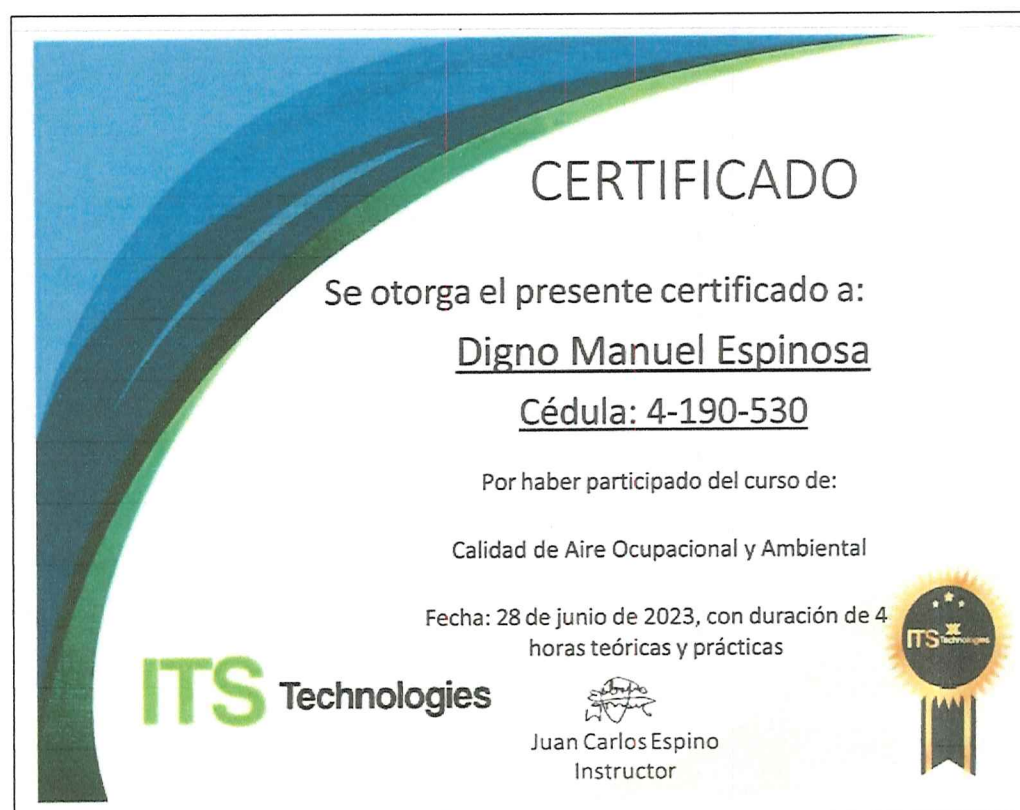 CERTIFICADO
Se otorga el presente certificado a:
Digno Manuel Espinosa
Cédula: 4-190-530
Por haber participado del curso de:
Calidad de Aire Ocupacional y Ambiental
Fecha: 28 de junio de 2023, con duración de 4
horas teóricas y prácticas
ITS Technologies
ITS Technologies
Juan Carlos Espino
Instructor